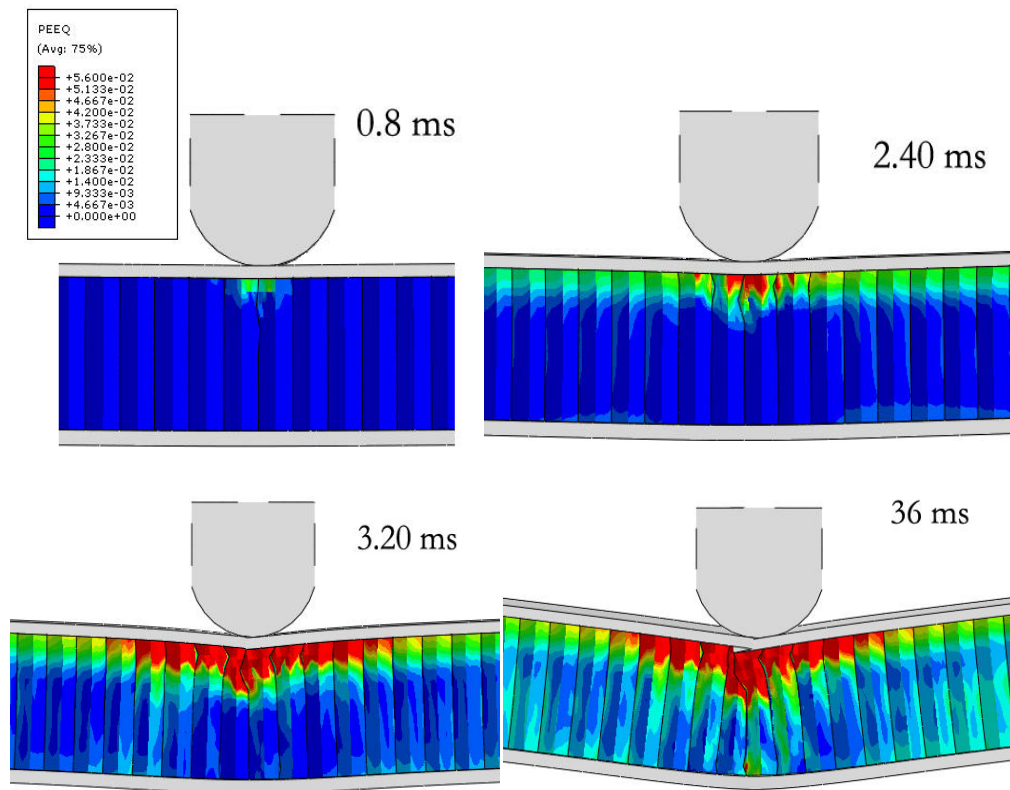 PEEQ
(Avg: 75%)
+5.600e-02
+5.133e-02
+4.667e-02
+4.200e-02
+3.733e-02
+3.267e-02
+2.800e-02
+2.333e-02
+1.867e-02
+1.400e-02
+9.333e-03
+4.667e-03
+0.000e+00
0.8 ms
2.40 ms
3.20 ms
36 ms